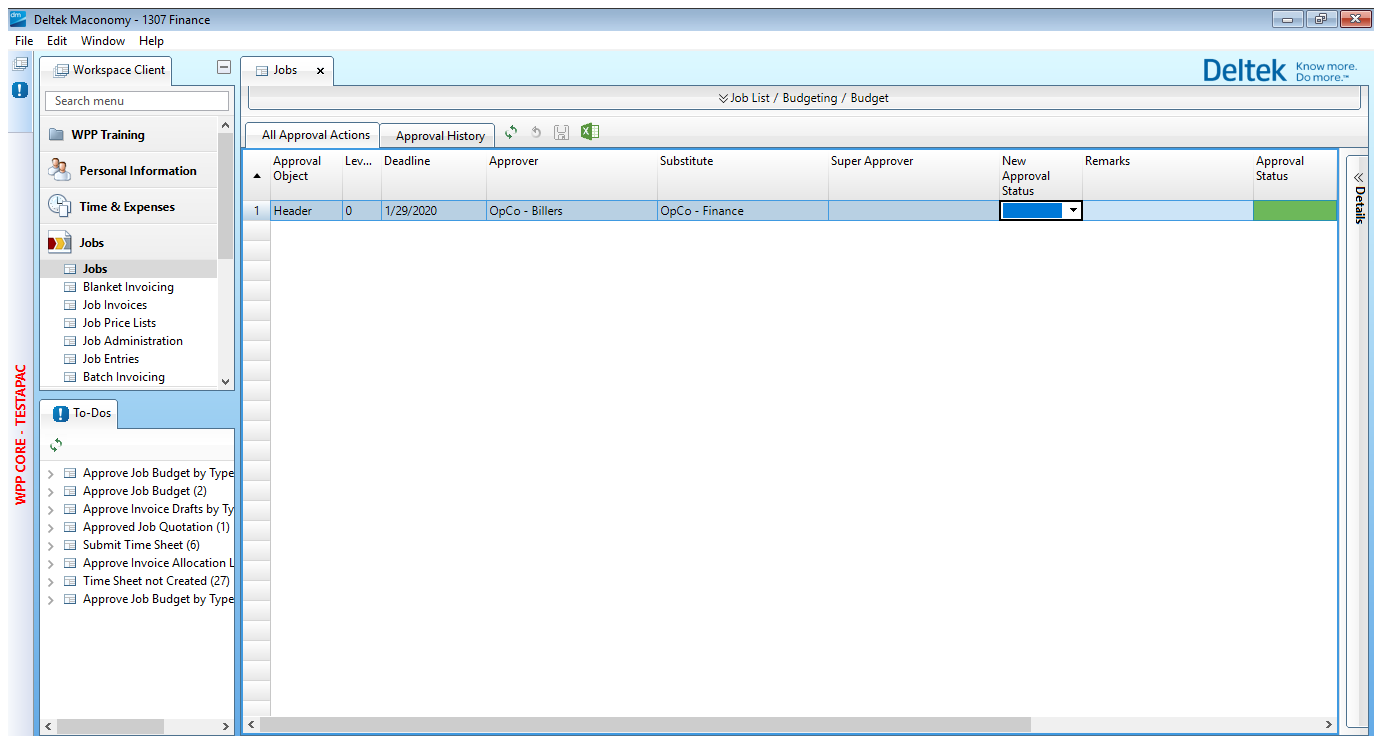 Deltek Maconomy - 1307 Finance
File Edit Window Help
Workspace Client
Search menu
WPP Training
Personal Information
Time & Expenses
Jobs
Jobs
Blanket Invoicing
Job Invoices
Job Price Lists
Job Administration
Job Entries
Batch Invoicing
WPP CORE - TESTAPAC
To-Dos
Approve Job Budget by Type
Approve Job Budget (2)
Approve Invoice Drafts by Ty
Approved Job Quotation (1)
Submit Time Sheet (6)
Approve Invoice Allocation L
Time Sheet not Created (27)
Approve Job Budget by Type
Jobs
Deltek Know more.
Do more.™
Job List / Budgeting / Budget
All Approval Actions Approval History
Approval Lev... Deadline Approver Substitute Super Approver New Remarks Approval
Object Approval Status
Status
1 Header 0 1/29/2020 OpCo - Billers OpCo - Finance
Details